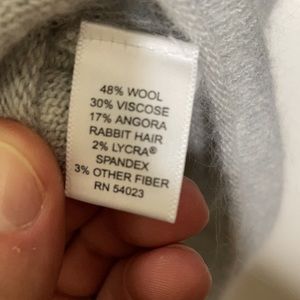 48% WOOL
30% VISCOSE
17% ANGORA
RABBIT HAIR
2% LYCRA®
SPANDEX
3% OTHER FIBER
RN 54023